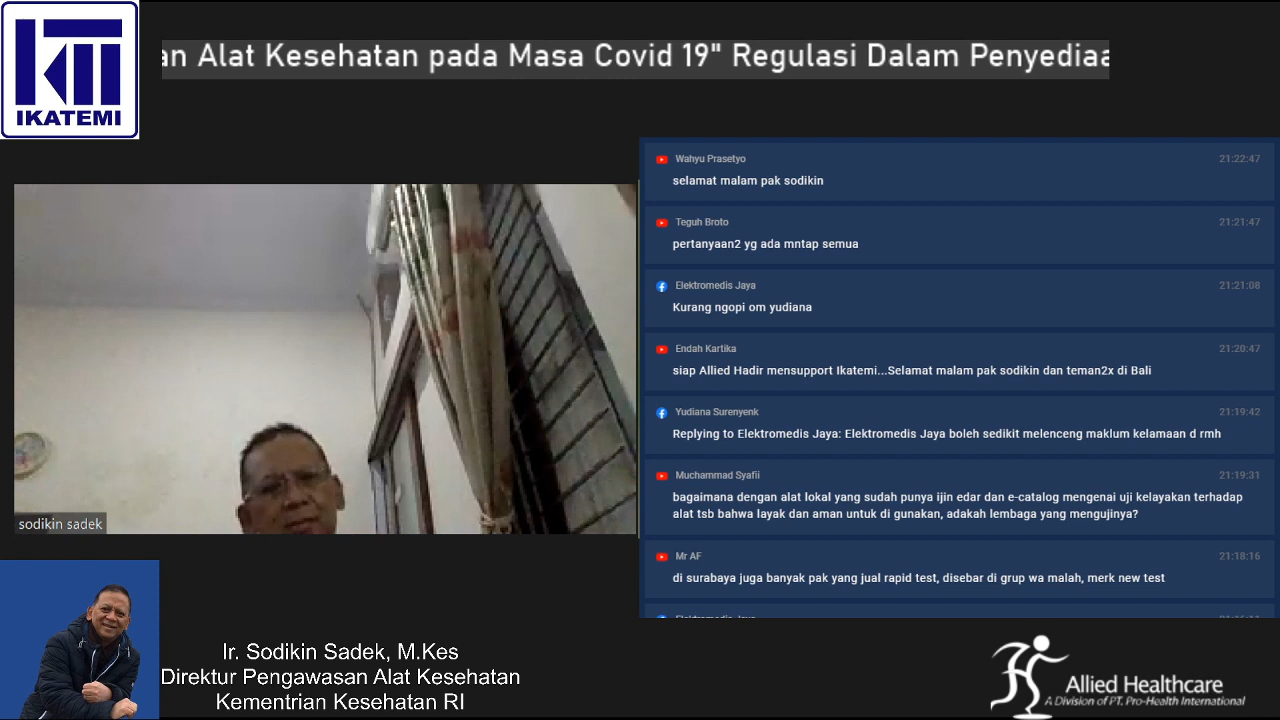 IKATEMI
an Alat Kesehatan pada Masa Covid 19" Regulasi Dalam Penyediaa
Wahyu Prasetyo 21:22:47
selamat malam pak sodikin
Teguh Broto 21:21:47
pertanyaan2 yg ada mntap semua
Elektromedis Jaya 21:21:08
Kurang ngopi om yudiana
Endah Kartika 21:20:47
siap Allied Hadir mensupport Ikatemi...Selamat malam pak sodikin dan teman2x di Bali
Yudiana Surenyenk 21:19:42
Replying to Elektromedis Jaya: Elektromedis Jaya boleh sedikit melenceng maklum kelamaan d rmh
Muchammad Syafii 21:19:31
bagaimana dengan alat lokal yang sudah punya ijin edar dan e-catalog mengenai uji kelayakan terhadap
alat tsb bahwa layak dan aman untuk di gunakan, adakah lembaga yang mengujinya?
Mr AF 21:18:16
di surabaya juga banyak pak yang jual rapid test, disebar di grup wa malah, merk new test
sodikin sadek
Ir. Sodikin Sadek, M.Kes
Direktur Pengawasan Alat Kesehatan
Kementrian Kesehatan RI
Allied Healthcare
A Division of PT. Pro-Health International